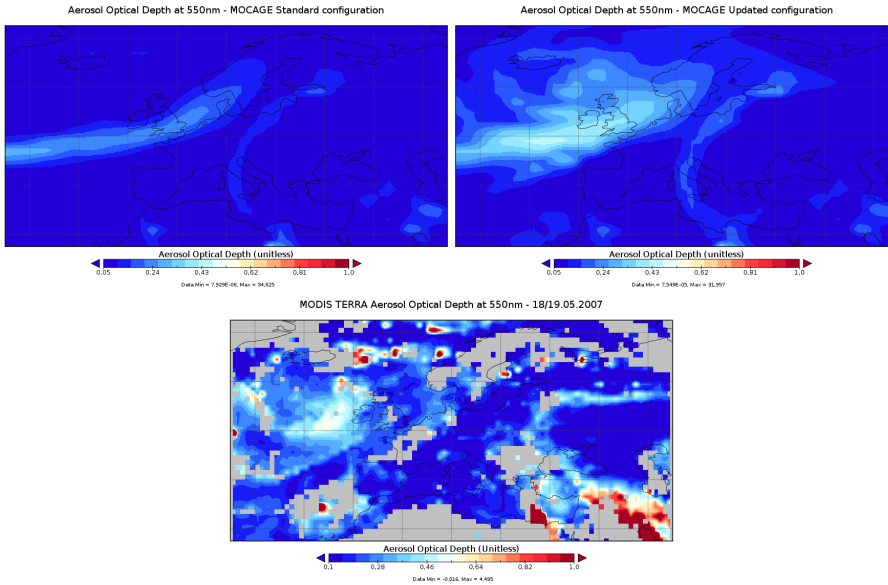 Aerosol Optical Depth at 550nm - MOCAGE Standard configuration
Aerosol Optical Depth (unitless)
0,05 0,24 0,43 0,62 0,81 1,0
Data Min = 7,929E-06, Max = 34,625
Aerosol Optical Depth at 550nm - MOCAGE Updated configuration
Aerosol Optical Depth (unitless)
0,05 0,24 0,43 0,62 0,81 1,0
Data Min = 7,549E-05, Max = 31,957
MODIS TERRA Aerosol Optical Depth at 550nm - 18/19.05.2007
Aerosol Optical Depth (Unitless)
0,1 0,28 0,46 0,64 0,82 1,0
Data Min = -0,016, Max = 4,495